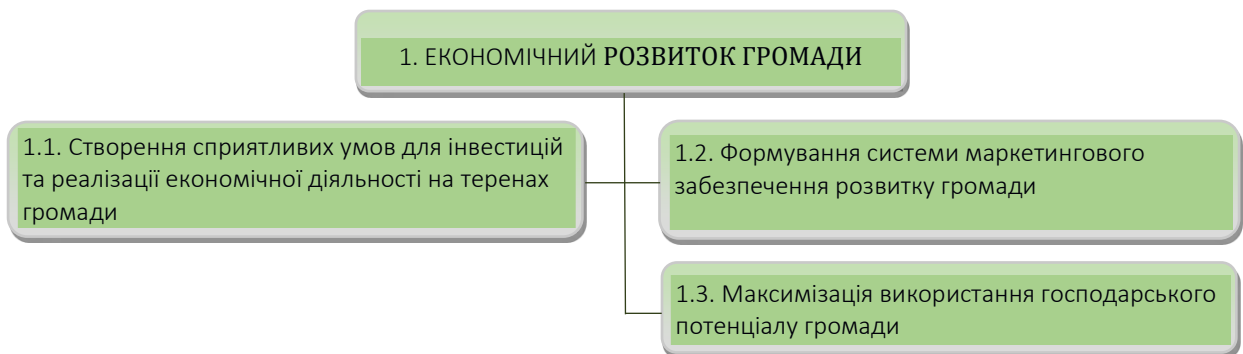 1. ЕКОНОМІЧНИЙ РОЗВИТОК ГРОМАДИ
1.1. Створення сприятливих умов для інвестицій
та реалізації економічної діяльності на теренах
громади
1.2. Формування системи маркетингового
забезпечення розвитку громади
1.3. Максимізація використання господарського
потенціалу громади